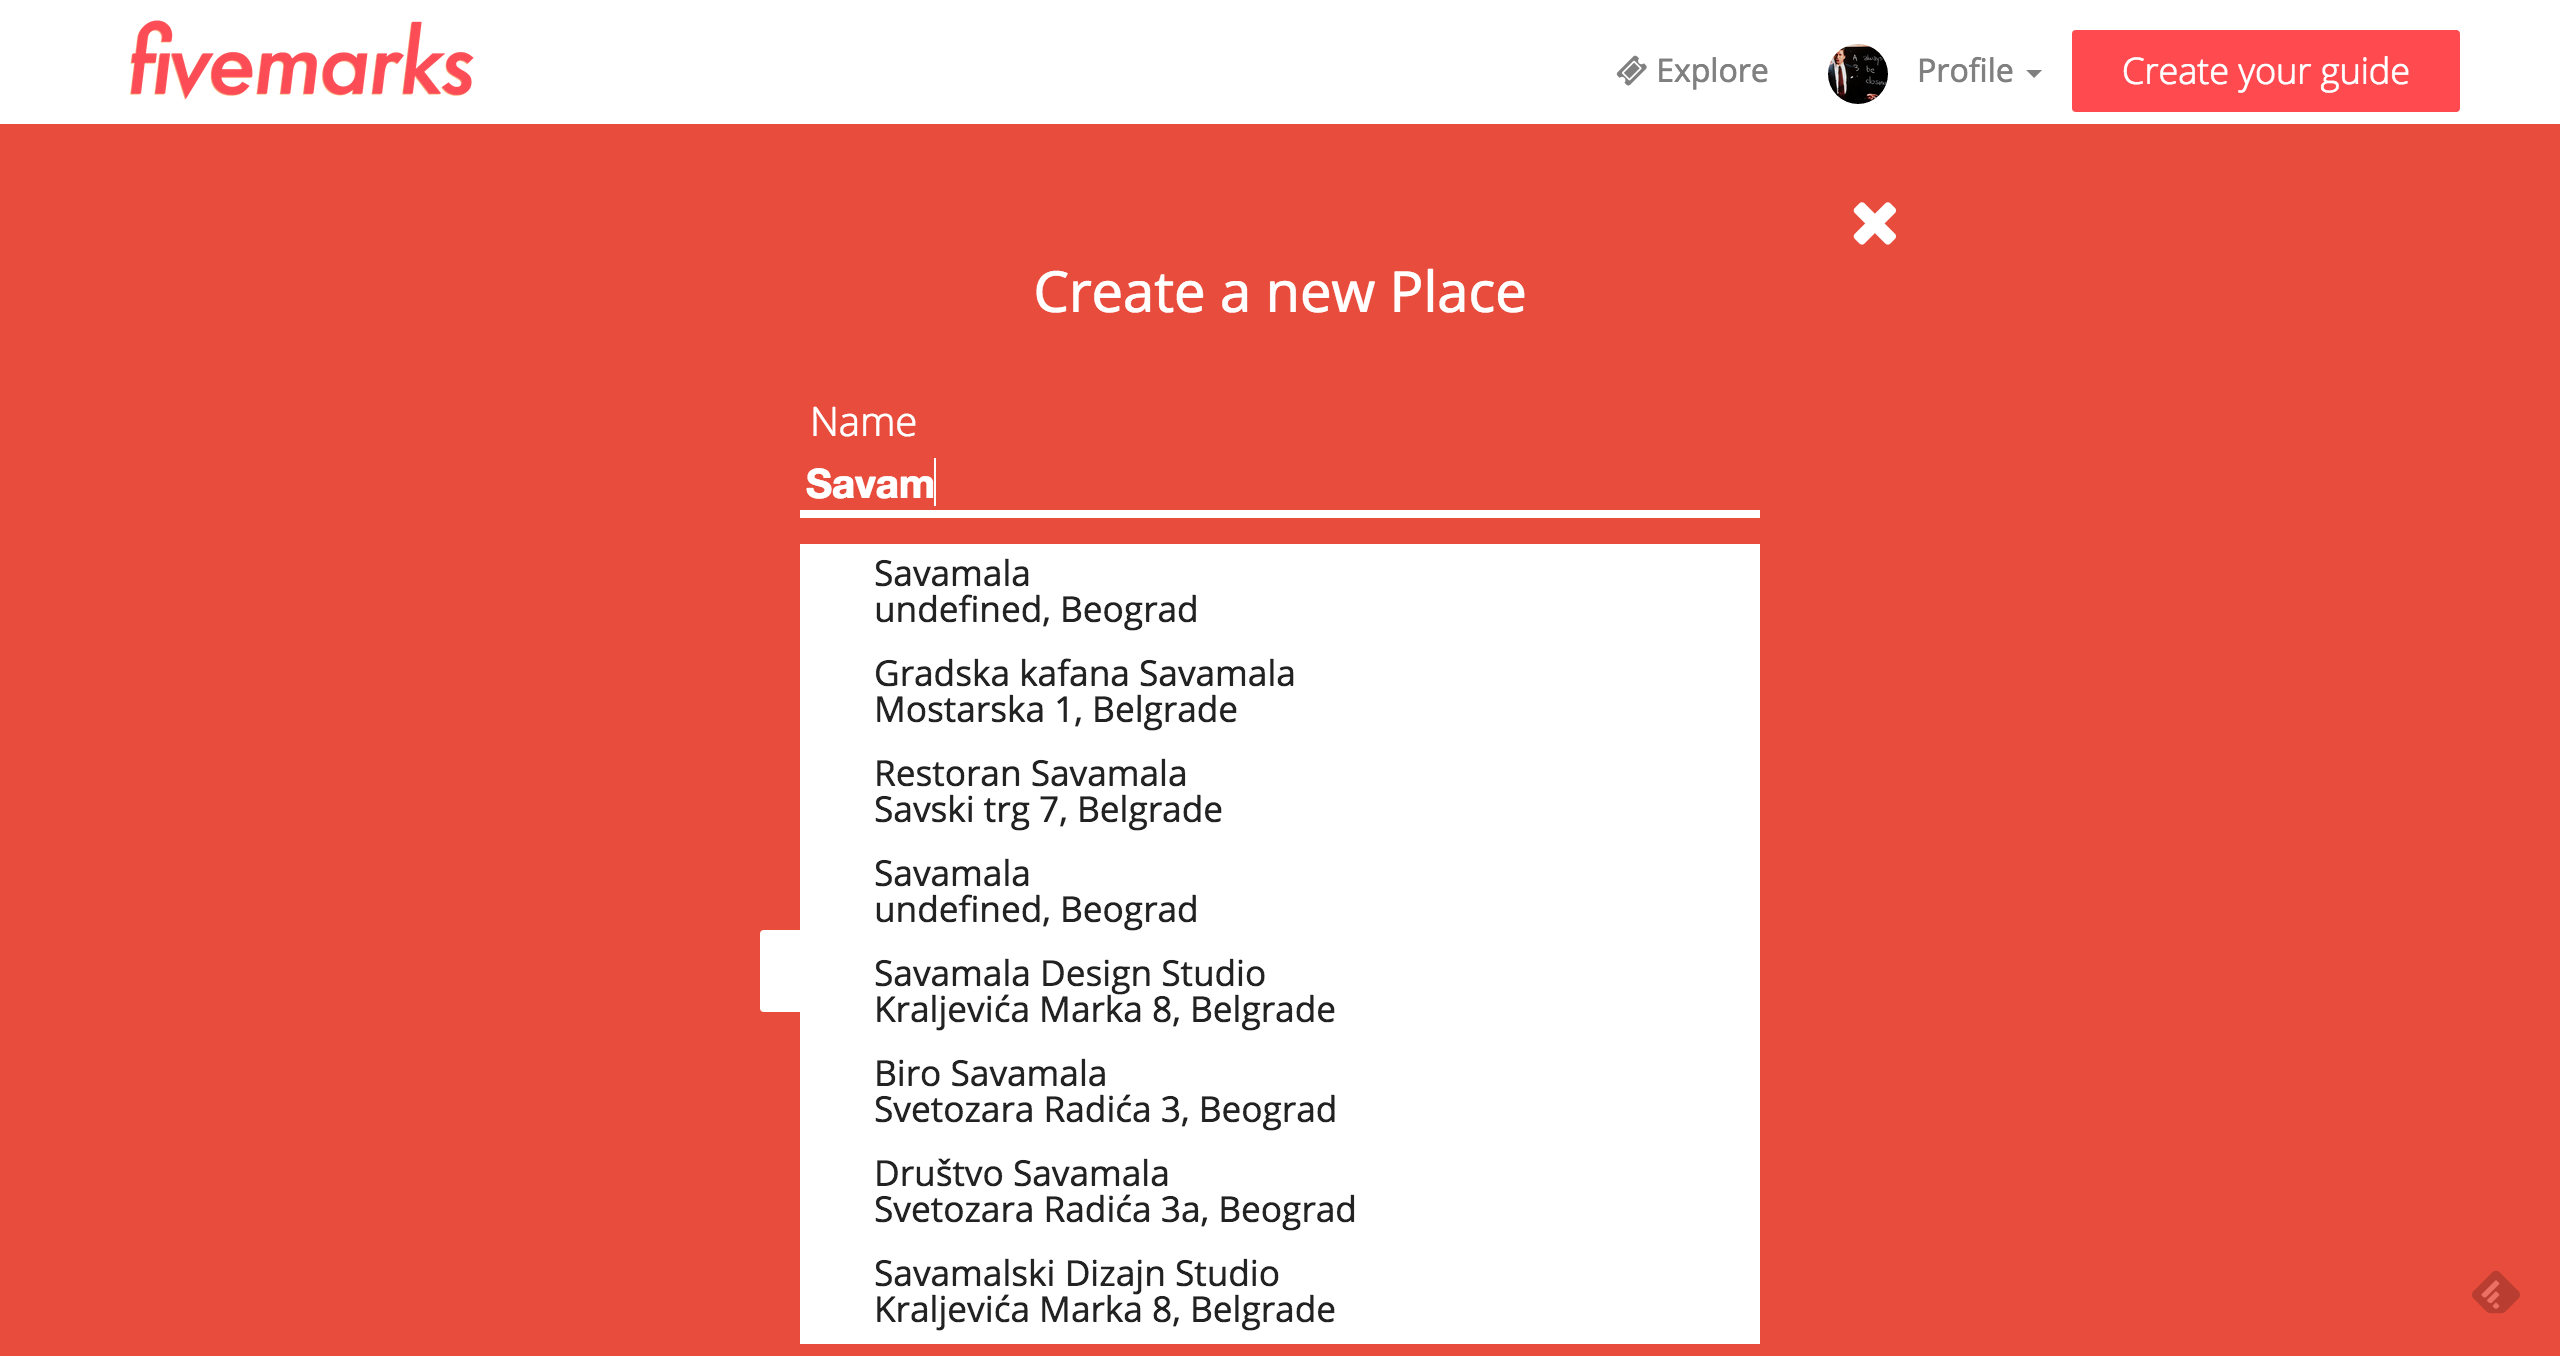 fivemarks
Explore
Profile
Create your guide
Create a new Place
Name
Savam
Savamala
undefined, Beograd
Gradska kafana Savamala
Mostarska 1, Belgrade
Restoran Savamala
Savski trg 7, Belgrade
Savamala
undefined, Beograd
Savamala Design Studio
Kraljevića Marka 8, Belgrade
Biro Savamala
Svetozara Radića 3, Beograd
Društvo Savamala
Svetozara Radića 3a, Beograd
Savamalski Dizajn Studio
Kraljevića Marka 8, Belgrade